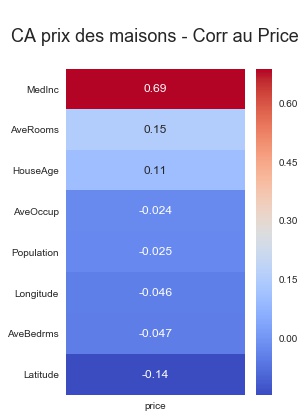 CA prix des maisons - Corr au Price
MedInc 0.69
AveRooms 0.15
HouseAge 0.11
AveOccup -0.024
Population -0.025
Longitude -0.046
AveBedrms -0.047
Latitude -0.14
price
0.60
0.45
0.30
0.15
0.00